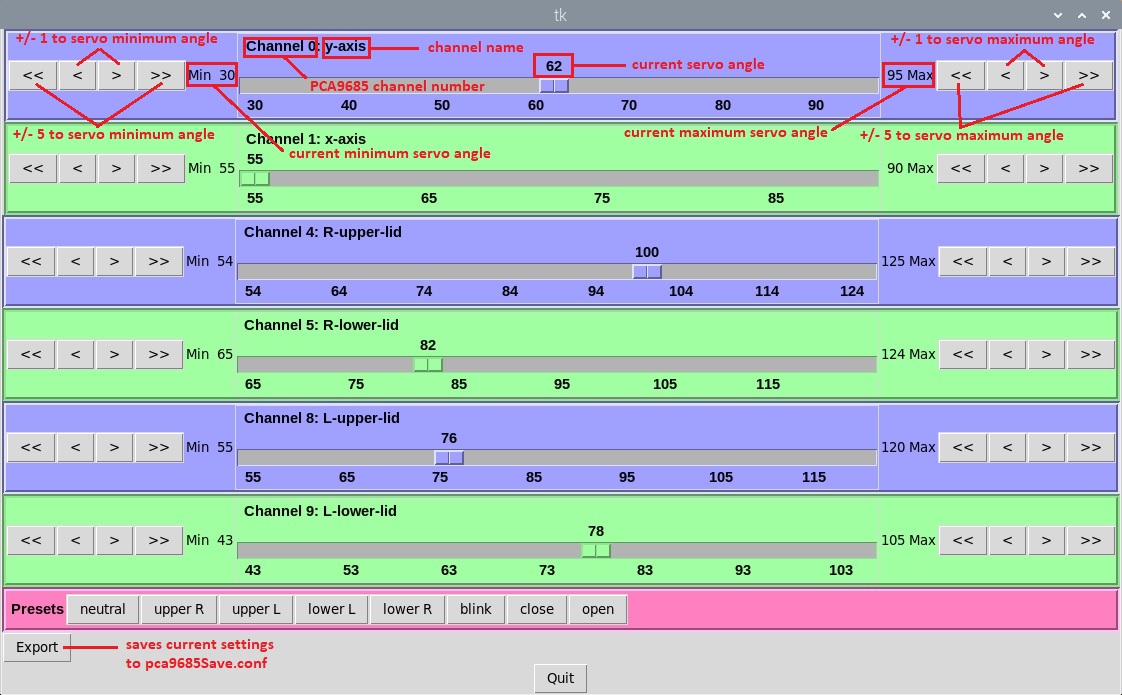 tk
+/- 1 to servo minimum angle
Channel 0: y-axis
channel name
+/- 1 to servo maximum angle
<< < > >> Min 30
62
current servo angle
95 Max << < > >>
PCA9685 channel number
30 40 50 60 70 80 90
+/- 5 to servo minimum angle
current maximum servo angle
+/- 5 to servo maximum angle
Channel 1: x-axis
current minimum servo angle
55
<< < > >> Min 55
90 Max << < > >>
55 65 75 85
Channel 4: R-upper-lid
100
<< < > >> Min 54
125 Max << < > >>
54 64 74 84 94 104 114 124
Channel 5: R-lower-lid
82
<< < > >> Min 65
124 Max << < > >>
65 75 85 95 105 115
Channel 8: L-upper-lid
76
<< < > >> Min 55
120 Max << < > >>
55 65 75 85 95 105 115
Channel 9: L-lower-lid
78
<< < > >> Min 43
105 Max << < > >>
43 53 63 73 83 93 103
Presets neutral upper R upper L lower L lower R blink close open
Export
saves current settings
to pca9685Save.conf
Quit